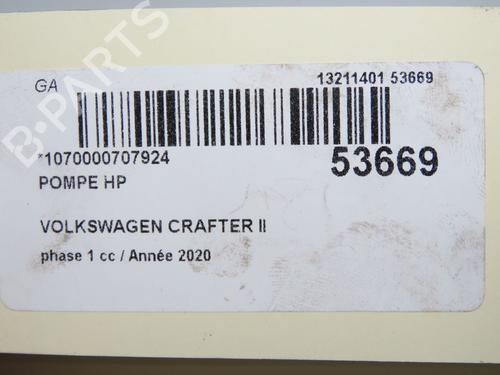 B-PARTS
GA
13211401 53669
*1070000707924
53669
POMPE HP
VOLKSWAGEN CRAFTER II
phase 1 cc / Année 2020